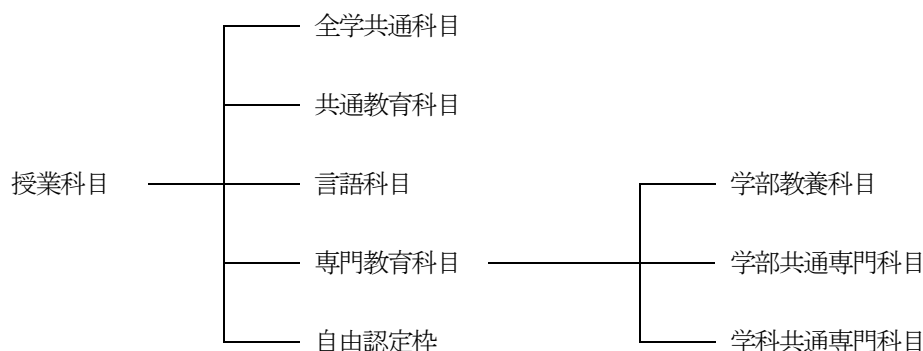 全学共通科目
共通教育科目
授業科目
言語科目
学部教養科目
専門教育科目
学部共通専門科目
自由認定枠
学科共通専門科目